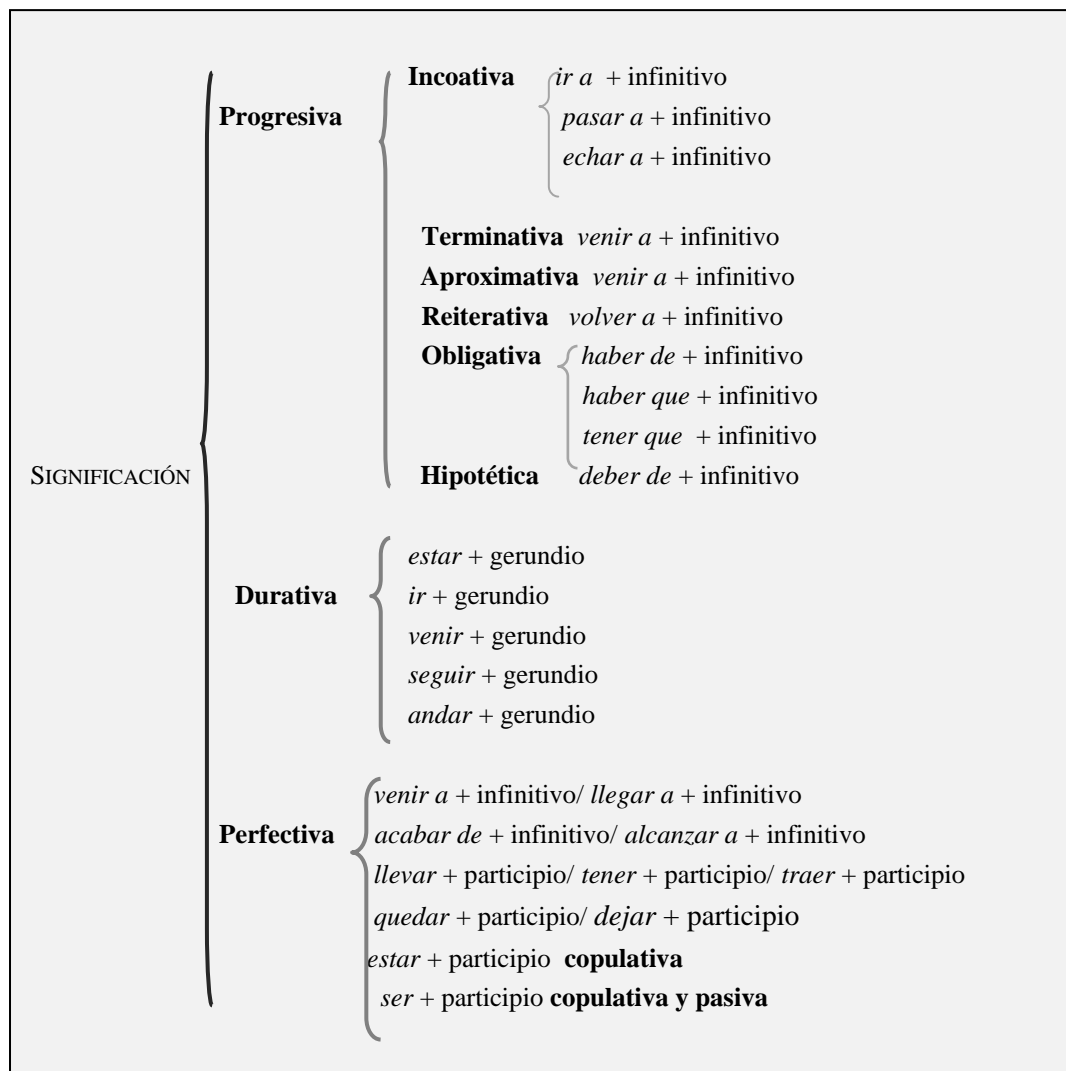 Incoativa ir a + infinitivo
Progresiva pasar a + infinitivo
echar a + infinitivo
Terminativa venir a + infinitivo
Aproximativa venir a + infinitivo
Reiterativa volver a + infinitivo
Obligativa haber de + infinitivo
haber que + infinitivo
tener que + infinitivo
SIGNIFICACIÓN Hipotética deber de + infinitivo
estar + gerundio
Durativa ir + gerundio
venir + gerundio
seguir + gerundio
andar + gerundio
venir a + infinitivo/ llegar a + infinitivo
Perfectiva acabar de + infinitivo/ alcanzar a + infinitivo
llevar + participio/ tener + participio/ traer + participio
quedar + participio/ dejar + participio
estar + participio copulativa
ser + participio copulativa y pasiva